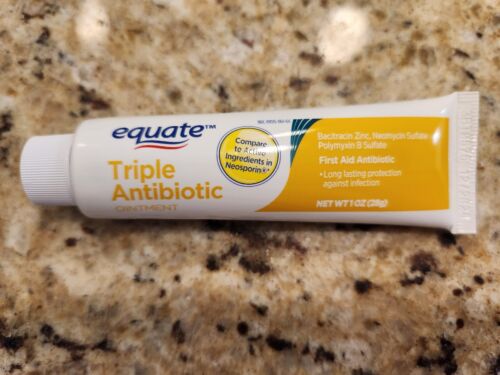 equate™
Triple
Antibiotic
OINTMENT
Compare
to Active
Ingredients in
Neosporin®*
Bacitracin Zinc, Neomycin Sulfate
Polymyxin B Sulfate
First Aid Antibiotic
• Long lasting protection
against infection
NET WT 1 OZ (28g)